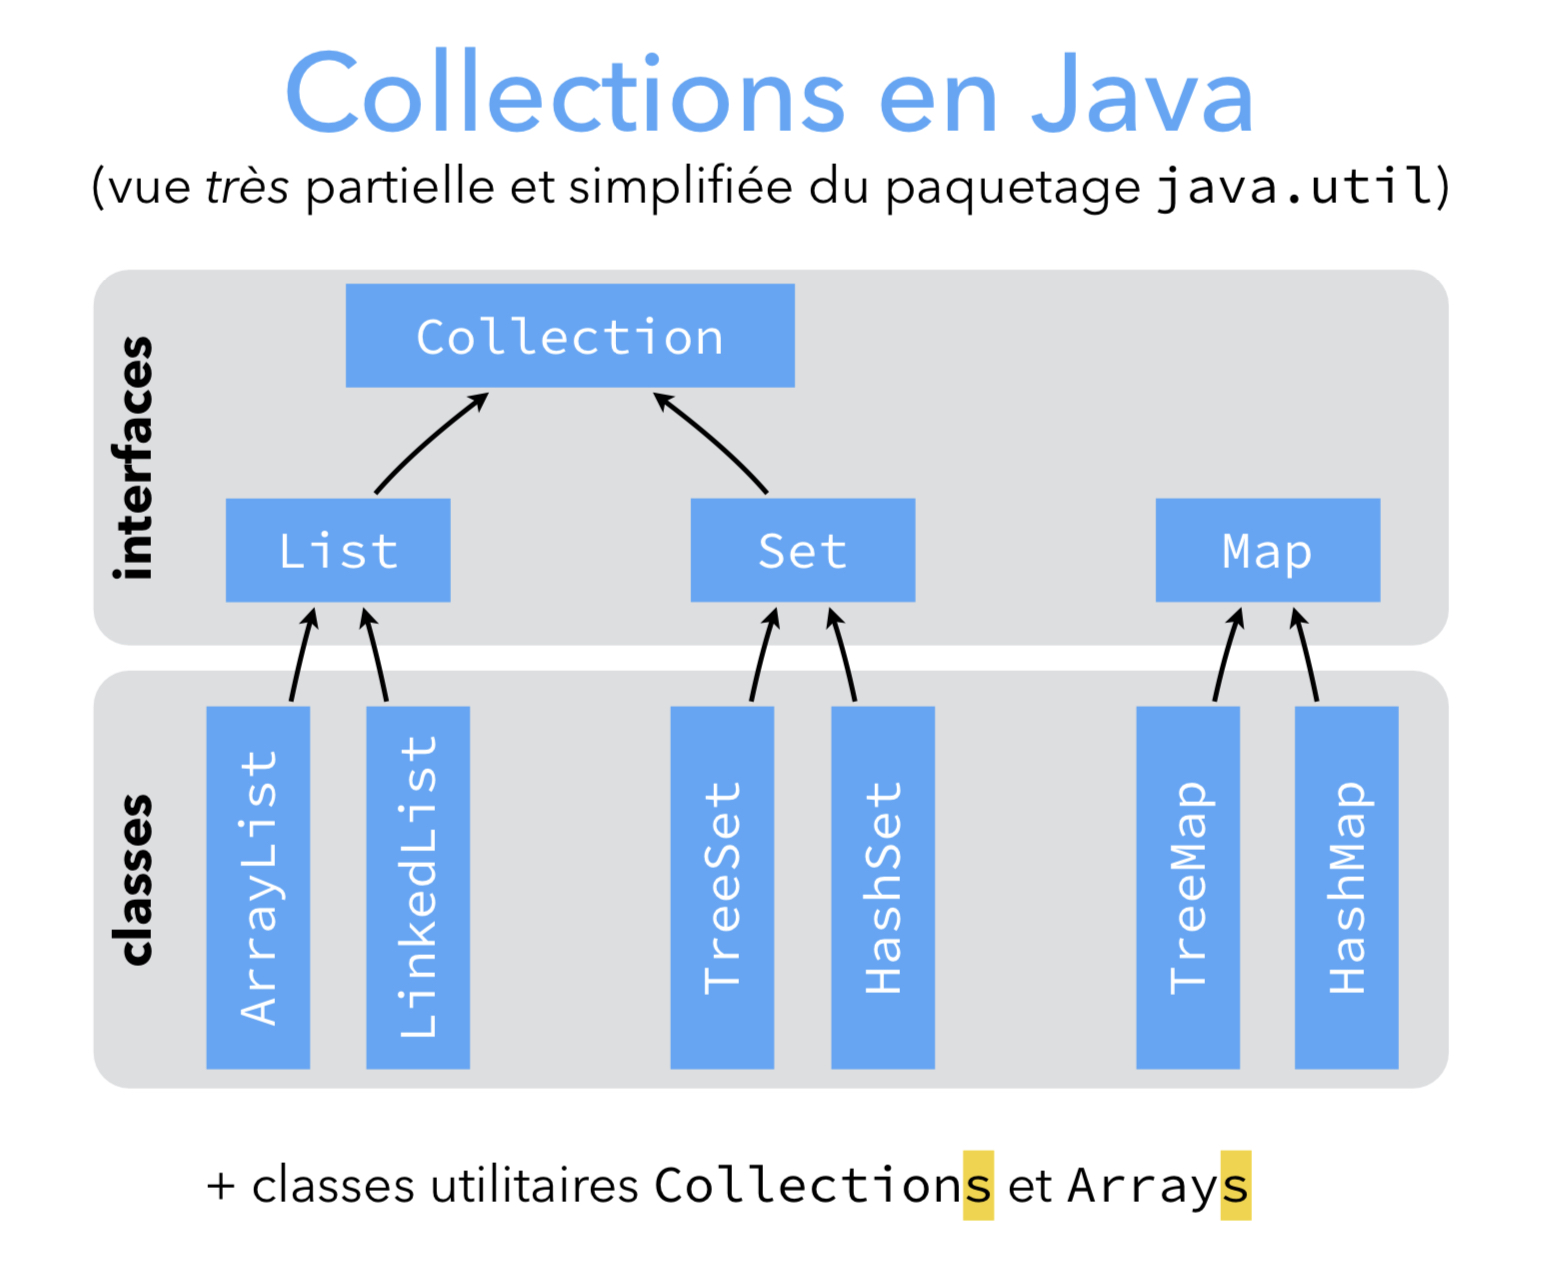 Collections en Java
(vue très partielle et simplifiée du paquetage java.util)
interfaces
Collection
List
Set
Map
classes
ArrayList
LinkedList
TreeSet
HashSet
TreeMap
HashMap
+ classes utilitaires Collections et Arrays